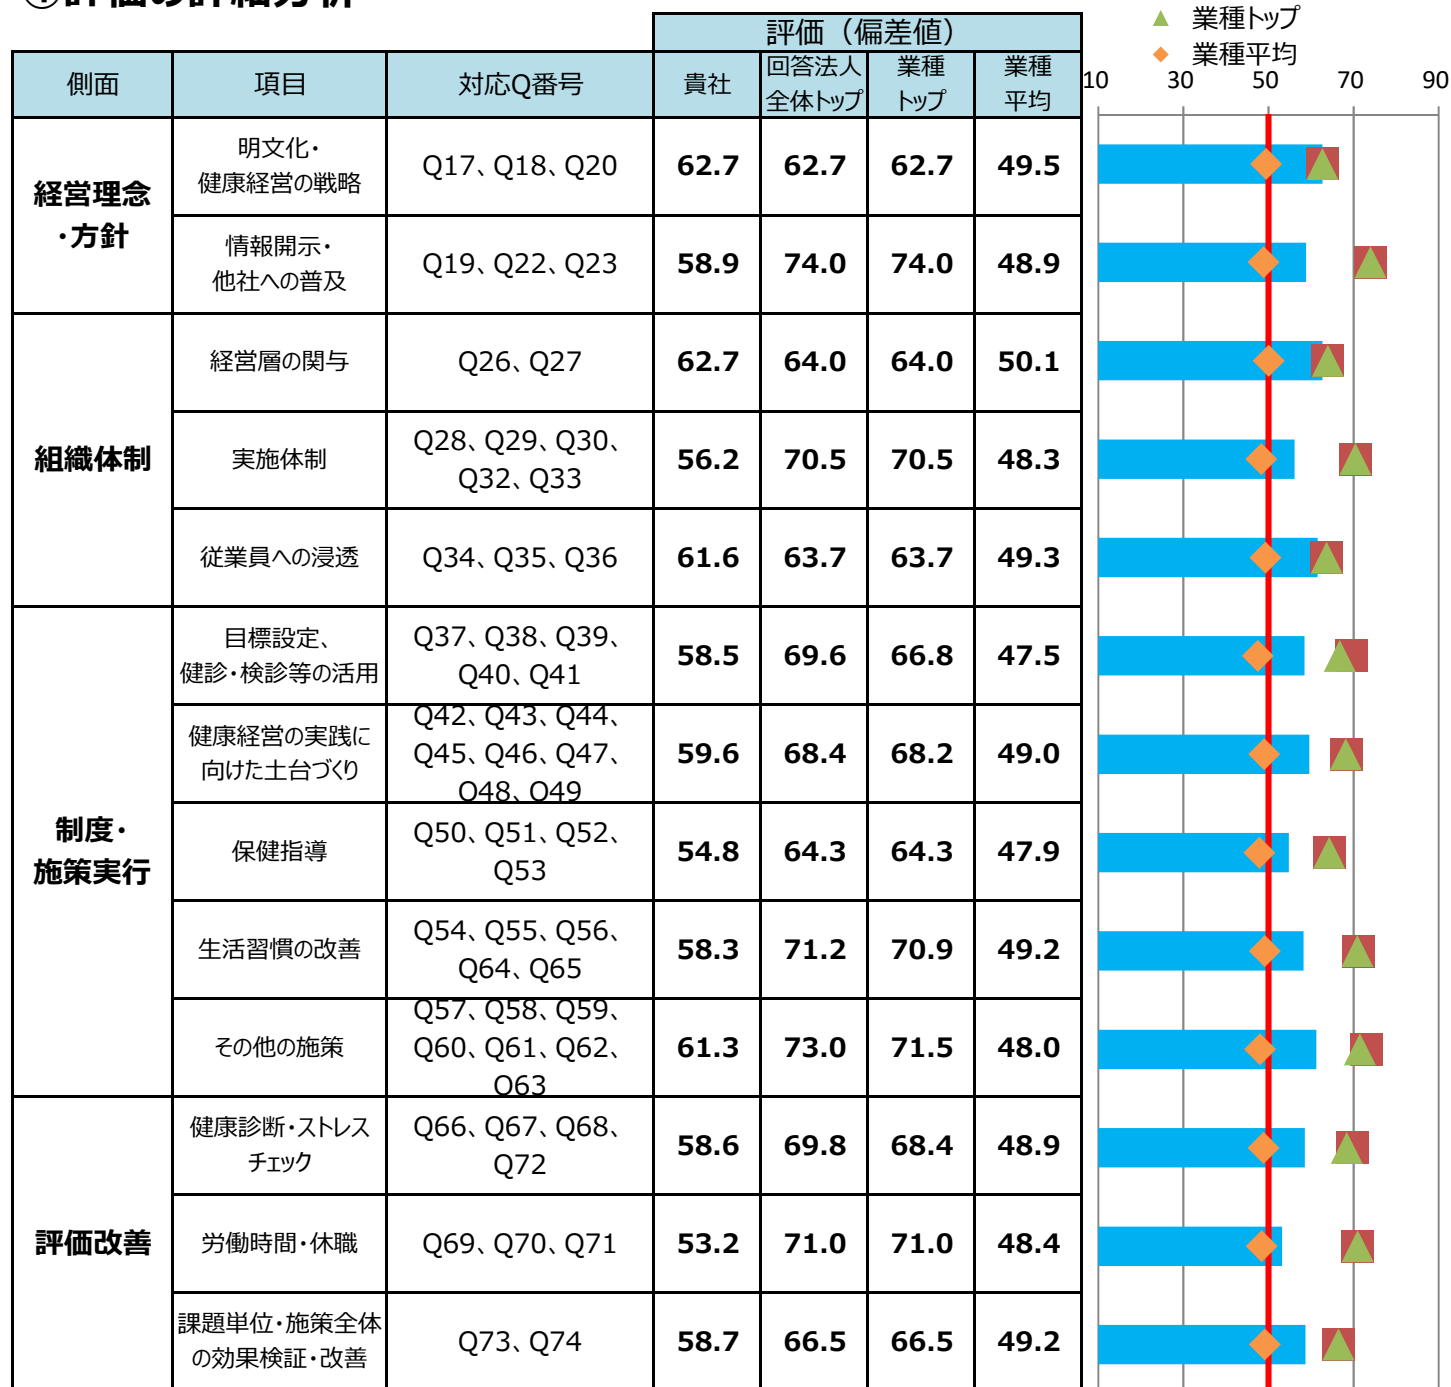 ①評価の詳細分析
▲ 業種トップ
◆ 業種平均
評価（偏差値）
側面 項目 対応Q番号 貴社 回答法人 業種 業種
全体トップ トップ 平均
10 30 50 70 90
経営理念
・方針
明文化・
健康経営の戦略
Q17、Q18、Q20 62.7 62.7 62.7 49.5
情報開示・
他社への普及
Q19、Q22、Q23 58.9 74.0 74.0 48.9
組織体制
経営層の関与 Q26、Q27 62.7 64.0 64.0 50.1
実施体制
Q28、Q29、Q30、
Q32、Q33
56.2 70.5 70.5 48.3
従業員への浸透 Q34、Q35、Q36 61.6 63.7 63.7 49.3
制度・
施策実行
目標設定、
健診・検診等の活用
Q37、Q38、Q39、
Q40、Q41
58.5 69.6 66.8 47.5
健康経営の実践に
向けた土台づくり
Q42、Q43、Q44、
Q45、Q46、Q47、
Q48、Q49
59.6 68.4 68.2 49.0
保健指導
Q50、Q51、Q52、
Q53
54.8 64.3 64.3 47.9
生活習慣の改善
Q54、Q55、Q56、
Q64、Q65
58.3 71.2 70.9 49.2
その他の施策
Q57、Q58、Q59、
Q60、Q61、Q62、
Q63
61.3 73.0 71.5 48.0
評価改善
健康診断・ストレス
チェック
Q66、Q67、Q68、
Q72
58.6 69.8 68.4 48.9
労働時間・休職 Q69、Q70、Q71 53.2 71.0 71.0 48.4
課題単位・施策全体
の効果検証・改善
Q73、Q74 58.7 66.5 66.5 49.2